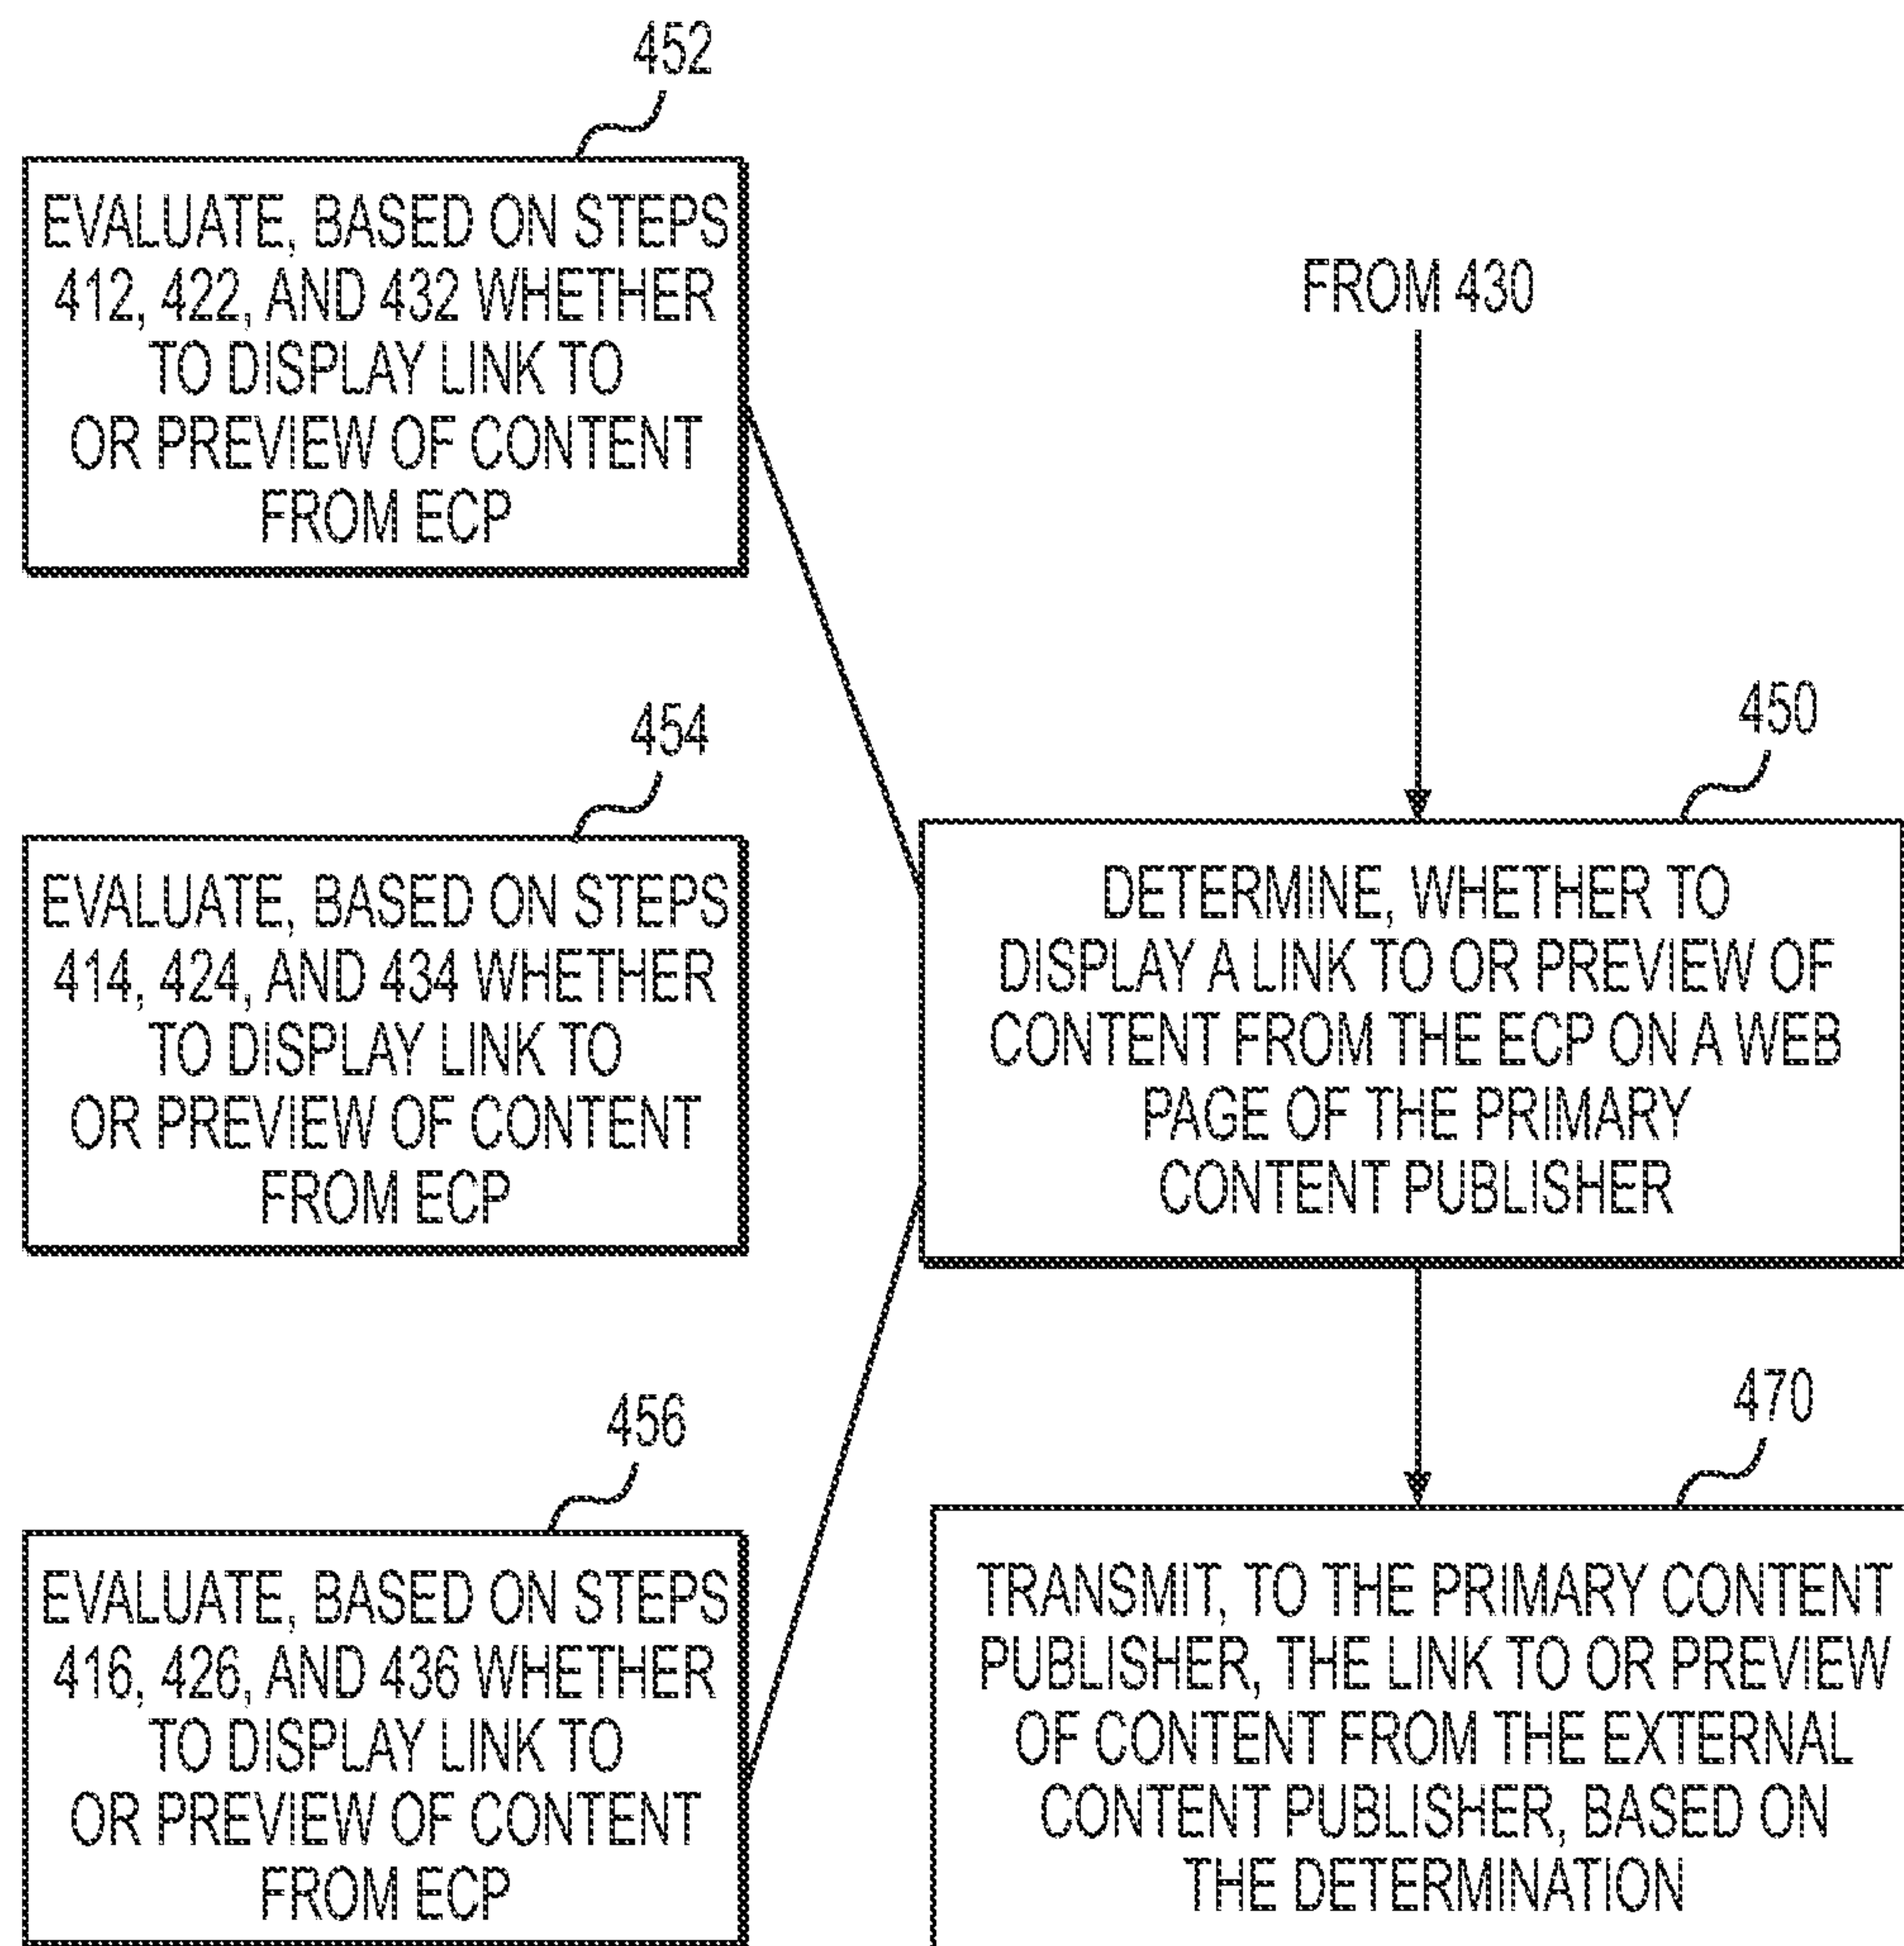 452
EVALUATE, BASED ON STEPS
412, 422, AND 432 WHETHER
TO DISPLAY LINK TO
OR PREVIEW OF CONTENT
FROM ECP
FROM 430
454
EVALUATE, BASED ON STEPS
414, 424, AND 434 WHETHER
TO DISPLAY LINK TO
OR PREVIEW OF CONTENT
FROM ECP
450
DETERMINE, WHETHER TO
DISPLAY A LINK TO OR PREVIEW OF
CONTENT FROM THE ECP ON A WEB
PAGE OF THE PRIMARY
CONTENT PUBLISHER
456
EVALUATE, BASED ON STEPS
416, 426, AND 436 WHETHER
TO DISPLAY LINK TO
OR PREVIEW OF CONTENT
FROM ECP
470
TRANSMIT, TO THE PRIMARY CONTENT
PUBLISHER, THE LINK TO OR PREVIEW
OF CONTENT FROM THE EXTERNAL
CONTENT PUBLISHER, BASED ON
THE DETERMINATION